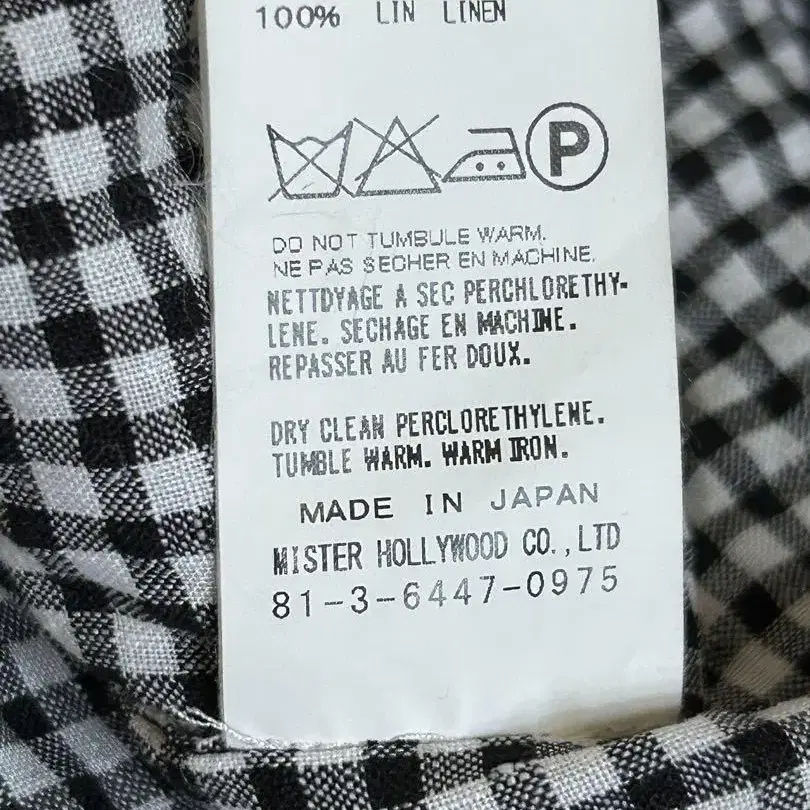 100% LIN LINEN
P
DO NOT TUMBULE WARM.
NE PAS SECHER EN MACHINE.
NETTDYAGE A SEC PERCHLORETHY-
LENE. SECHAGE EN MACHINE.
REPASSER AU FER DOUX.
DRY CLEAN PERCLORETHYLENE.
TUMBLE WARM. WARM IRON.
MADE IN JAPAN
MISTER HOLLYWOOD CO.,LTD
81-3-6447-0975